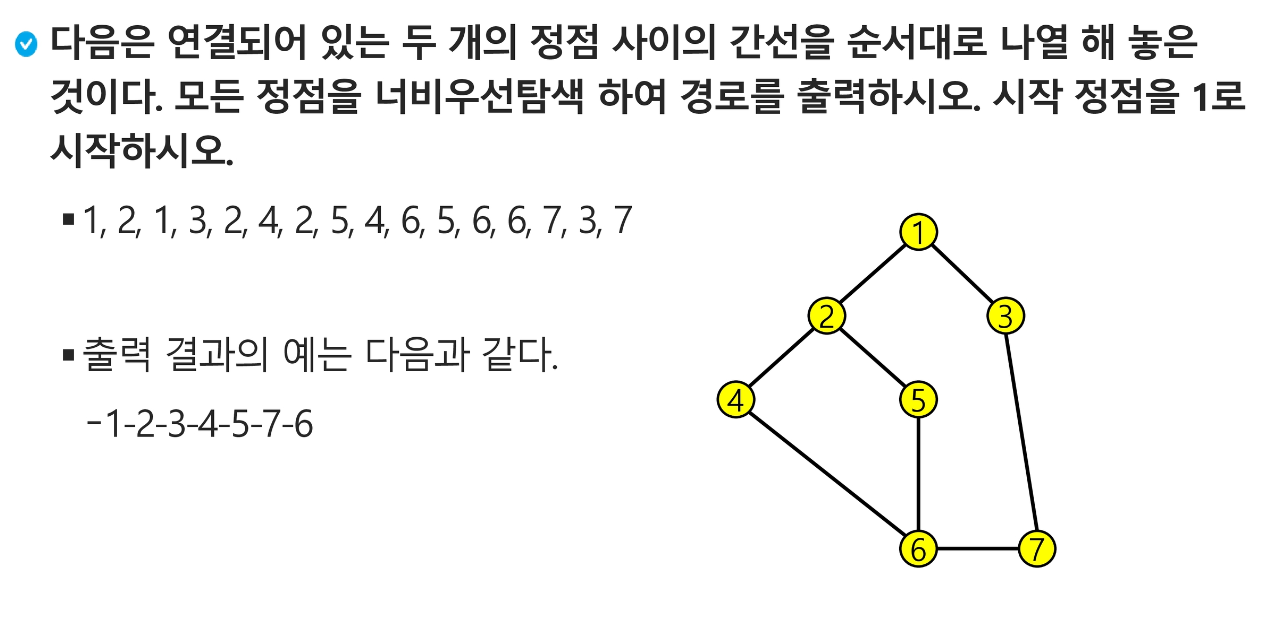 다음은 연결되어 있는 두 개의 정점 사이의 간선을 순서대로 나열 해 놓은
것이다. 모든 정점을 너비우선탐색 하여 경로를 출력하시오. 시작 정점을 1로
시작하시오.
▪1, 2, 1, 3, 2, 4, 2, 5, 4, 6, 5, 6, 6, 7, 3, 7
▪출력 결과의 예는 다음과 같다.
-1-2-3-4-5-7-6
1
2
3
4
5
6
7